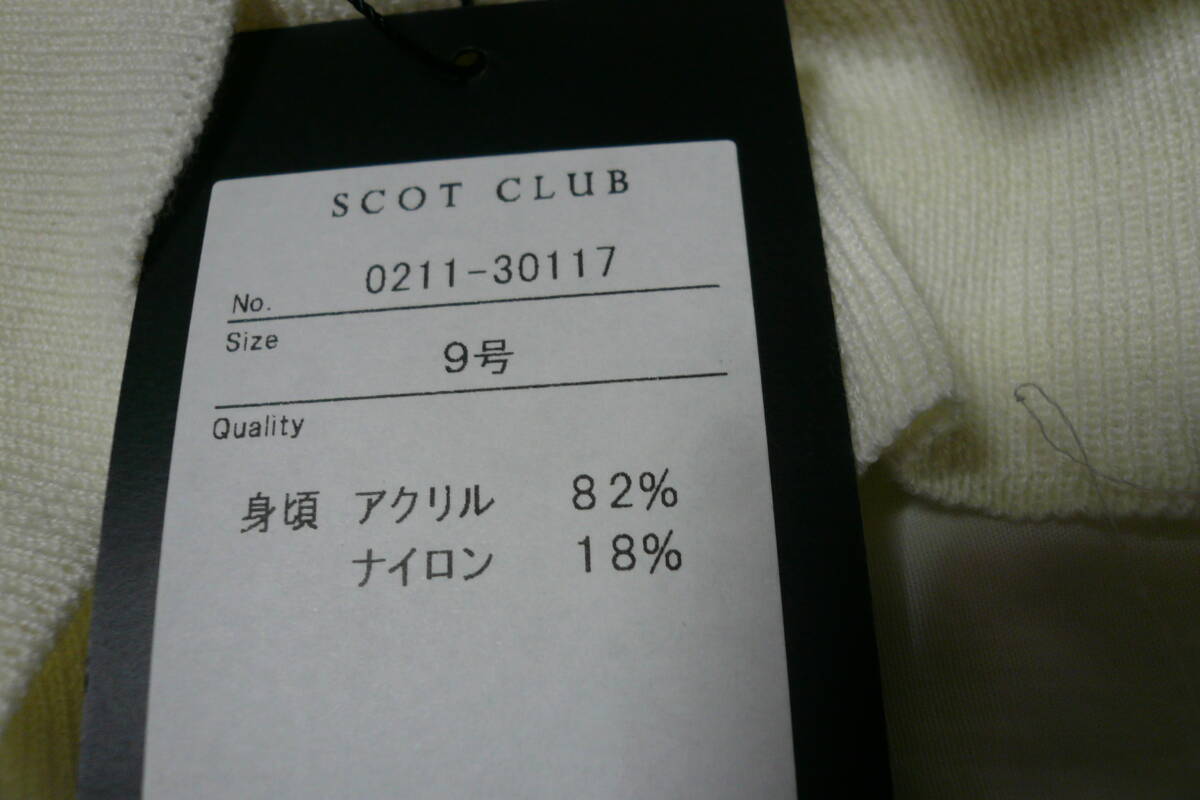 SCOT CLUB
No. 0211-30117
Size 9号
Quality
身頃 アクリル 82%
ナイロン 18%